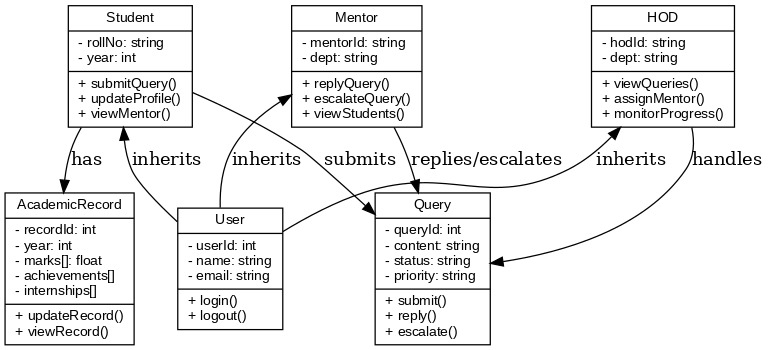 Student
- rollNo: string
- year: int
+ submitQuery()
+ updateProfile()
+ viewMentor()
Mentor
- mentorId: string
- dept: string
+ replyQuery()
+ escalateQuery()
+ viewStudents()
HOD
- hodId: string
- dept: string
+ viewQueries()
+ assignMentor()
+ monitorProgress()
has
inherits
inherits
submits
replies/escalates
inherits
handles
AcademicRecord
- recordId: int
- year: int
- marks[]: float
- achievements[]
- internships[]
+ updateRecord()
+ viewRecord()
User
- userId: int
- name: string
- email: string
+ login()
+ logout()
Query
- queryId: int
- content: string
- status: string
- priority: string
+ submit()
+ reply()
+ escalate()